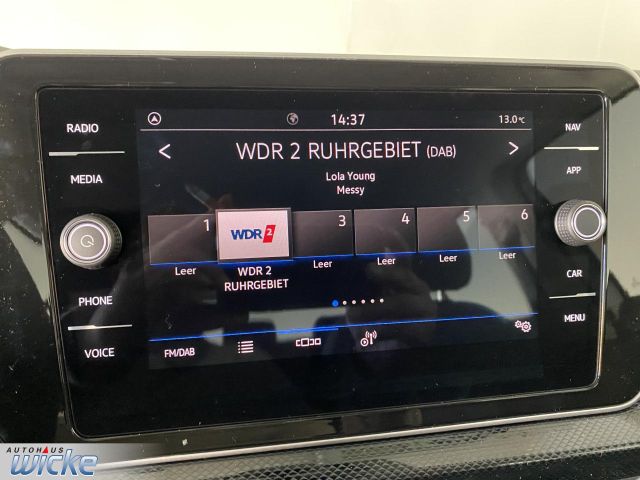 RADIO
MEDIA
PHONE
VOICE
14:37
13.0°C
< WDR 2 RUHRGEBIET (DAB) >
Lola Young
Messy
1 WDR 2 3 4 5 6
Leer WDR 2 RUHRGEBIET Leer Leer Leer Leer
FM/DAB
NAV
APP
CAR
MENU
AUTOHAUS
WICKE